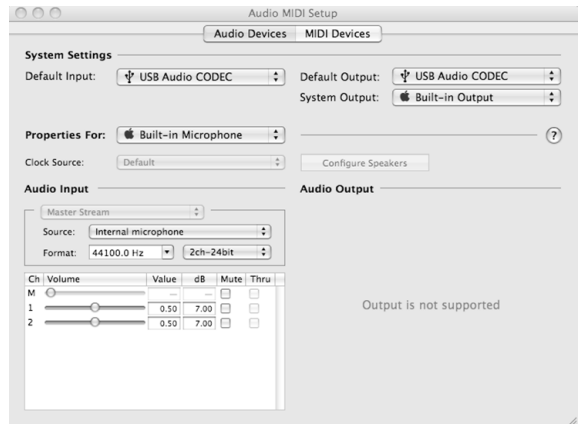 Audio MIDI Setup
Audio Devices MIDI Devices
System Settings
Default Input: USB Audio CODEC
Default Output: USB Audio CODEC
System Output: Built-in Output
Properties For: Built-in Microphone
?
Clock Source: Default
Configure Speakers
Audio Input
Audio Output
Master Stream
Source: Internal microphone
Format: 44100.0 Hz 2ch-24bit
Ch Volume Value dB Mute Thru
M --- ---
1 0.50 7.00
2 0.50 7.00
Output is not supported